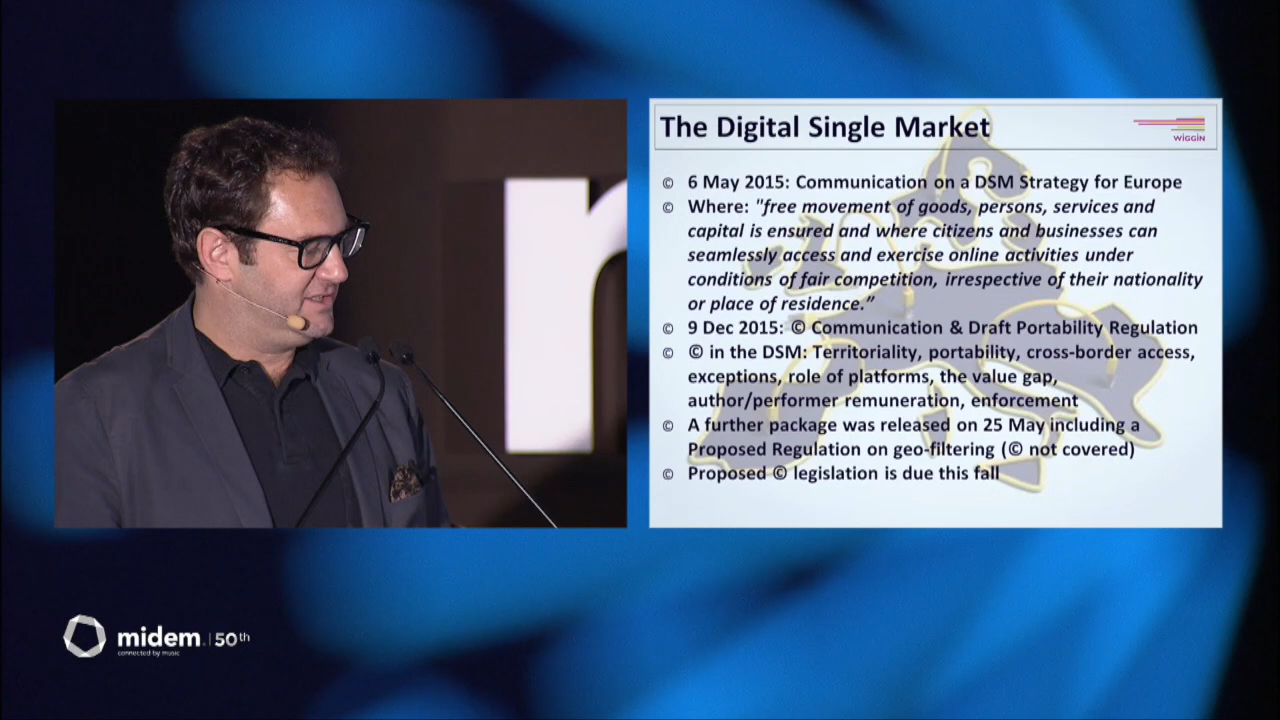 The Digital Single Market
WIGGIN
© 6 May 2015: Communication on a DSM Strategy for Europe
© Where: "free movement of goods, persons, services and
capital is ensured and where citizens and businesses can
seamlessly access and exercise online activities under
conditions of fair competition, irrespective of their nationality
or place of residence.”
© 9 Dec 2015: © Communication & Draft Portability Regulation
© © in the DSM: Territoriality, portability, cross-border access,
exceptions, role of platforms, the value gap,
author/performer remuneration, enforcement
© A further package was released on 25 May including a
Proposed Regulation on geo-filtering (© not covered)
© Proposed © legislation is due this fall
midem. | 50th
connected by music